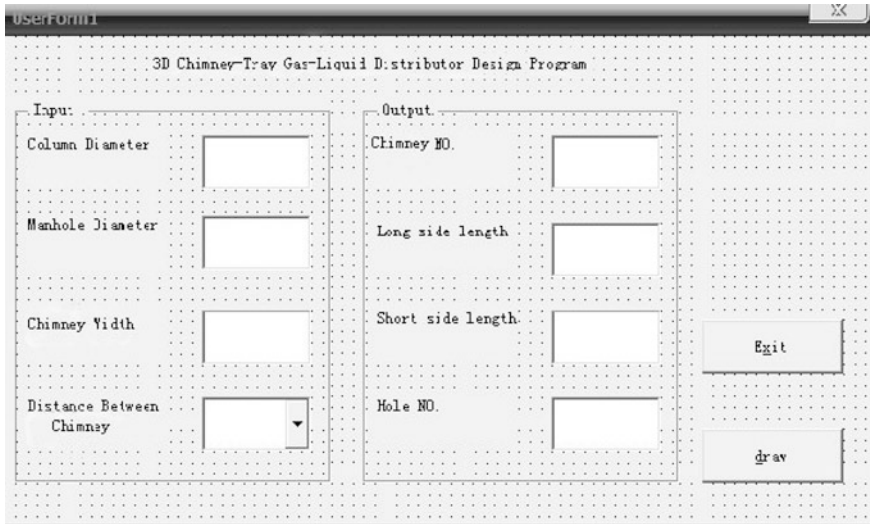 UserForm1
3D Chimney-Tray Gas-Liquid Distributor Design Program
Input
Column Diameter
Manhole Diameter
Chimney Width
Distance Between
Chimney
Output
Chimney NO.
Long side length
Short side length
Hole NO.
Exit
draw